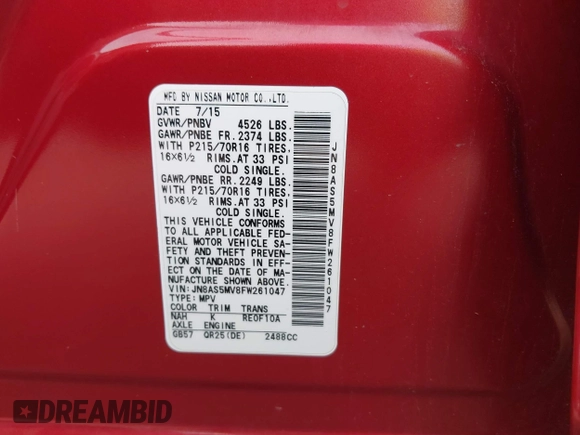 MFD BY NISSAN MOTOR CO.,LTD.
DATE 7/15
GVWR/PNBV 4526 LBS.
GAWR/PNBE FR. 2374 LBS.
WITH P215/70R16 TIRES.
16×6½ RIMS. AT 33 PSI
COLD SINGLE.
GAWR/PNBE RR. 2249 LBS.
WITH P215/70R16 TIRES.
16×6½ RIMS. AT 33 PSI
COLD SINGLE.
THIS VEHICLE CONFORMS
TO ALL APPLICABLE FED-
ERAL MOTOR VEHICLE SA-
FETY AND THEFT PREVEN-
TION STANDARDS IN EFF-
ECT ON THE DATE OF MA-
NUFACTURE SHOWN ABOVE.
VIN: JN8AS5MV8FW261047
TYPE: MPV
COLOR TRIM TRANS
NAH K RE0F10A
AXLE ENGINE
GB57 QR25(DE) 2488CC
JN8AS5MV8FW261047
DREAMBID